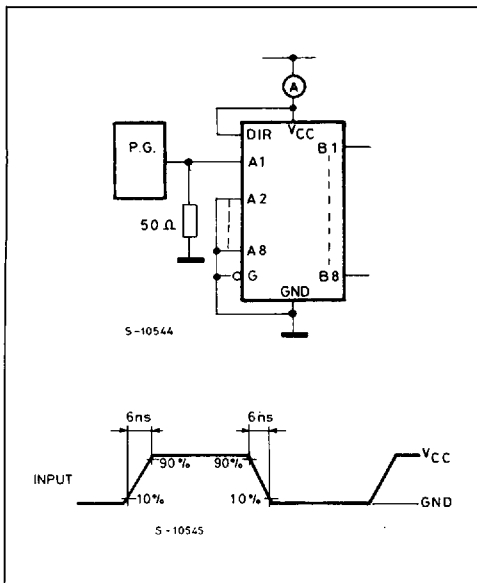 A
DIR
VCC
B1
P.G.
A1
A2
50Ω
A8
G
GND
B8
S-10544
6ns
6ns
90%
90%
VCC
INPUT
10%
10%
GND
S-10545